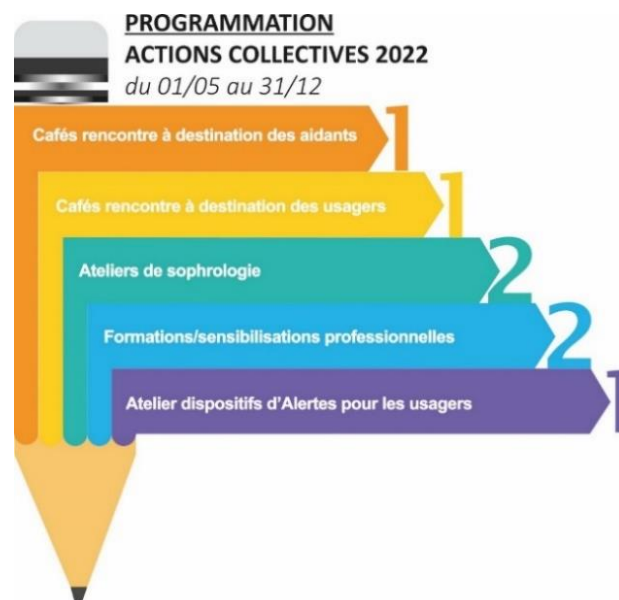 PROGRAMMATION
ACTIONS COLLECTIVES 2022
du 01/05 au 31/12
Cafés rencontre à destination des aidants 1
Cafés rencontre à destination des usagers 1
Ateliers de sophrologie 2
Formations/sensibilisations professionnelles 2
Atelier dispositifs d'Alertes pour les usagers 1